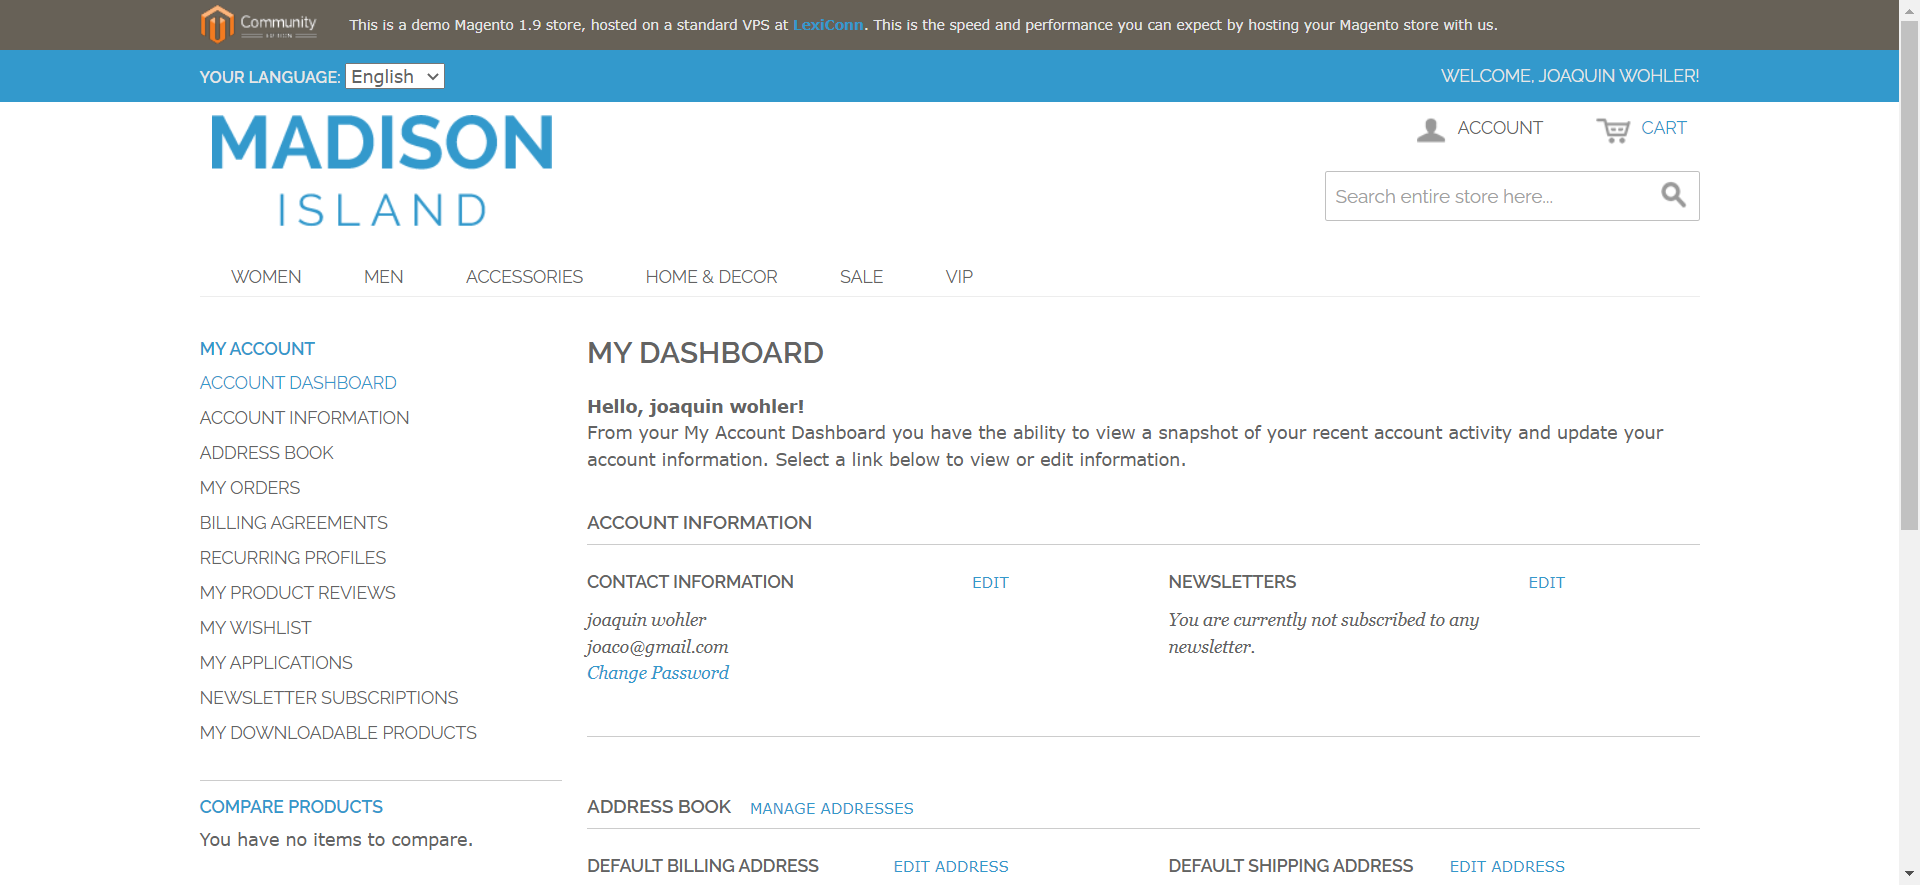 Community
This is a demo Magento 1.9 store, hosted on a standard VPS at LexiConn. This is the speed and performance you can expect by hosting your Magento store with us.
YOUR LANGUAGE: English
WELCOME, JOAQUIN WOHLER!
MADISON
ISLAND
ACCOUNT
CART
Search entire store here...
WOMEN MEN ACCESSORIES HOME & DECOR SALE VIP
MY ACCOUNT
ACCOUNT DASHBOARD
ACCOUNT INFORMATION
ADDRESS BOOK
MY ORDERS
BILLING AGREEMENTS
RECURRING PROFILES
MY PRODUCT REVIEWS
MY WISHLIST
MY APPLICATIONS
NEWSLETTER SUBSCRIPTIONS
MY DOWNLOADABLE PRODUCTS
COMPARE PRODUCTS
You have no items to compare.
MY DASHBOARD
Hello, joaquin wohler!
From your My Account Dashboard you have the ability to view a snapshot of your recent account activity and update your
account information. Select a link below to view or edit information.
ACCOUNT INFORMATION
CONTACT INFORMATION EDIT
joaquin wohler
joaco@gmail.com
Change Password
NEWSLETTERS EDIT
You are currently not subscribed to any
newsletter.
ADDRESS BOOK MANAGE ADDRESSES
DEFAULT BILLING ADDRESS EDIT ADDRESS
DEFAULT SHIPPING ADDRESS EDIT ADDRESS